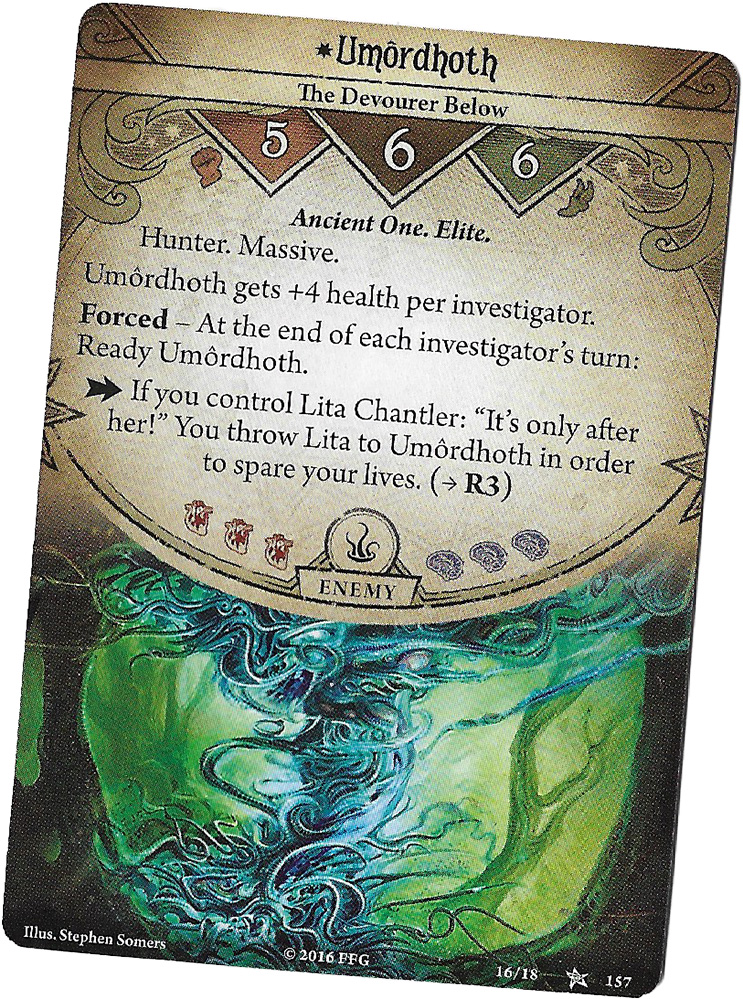 Umôrdhoth
The Devourer Below
5 6 6
Ancient One. Elite.
Hunter. Massive.
Umôrdhoth gets +4 health per investigator.
Forced – At the end of each investigator's turn:
Ready Umôrdhoth.
If you control Lita Chantler: “It's only after
her!” You throw Lita to Umôrdhoth in order
to spare your lives. (→ R3)
ENEMY
Illus. Stephen Somers
© 2016 FFG
16/18 157